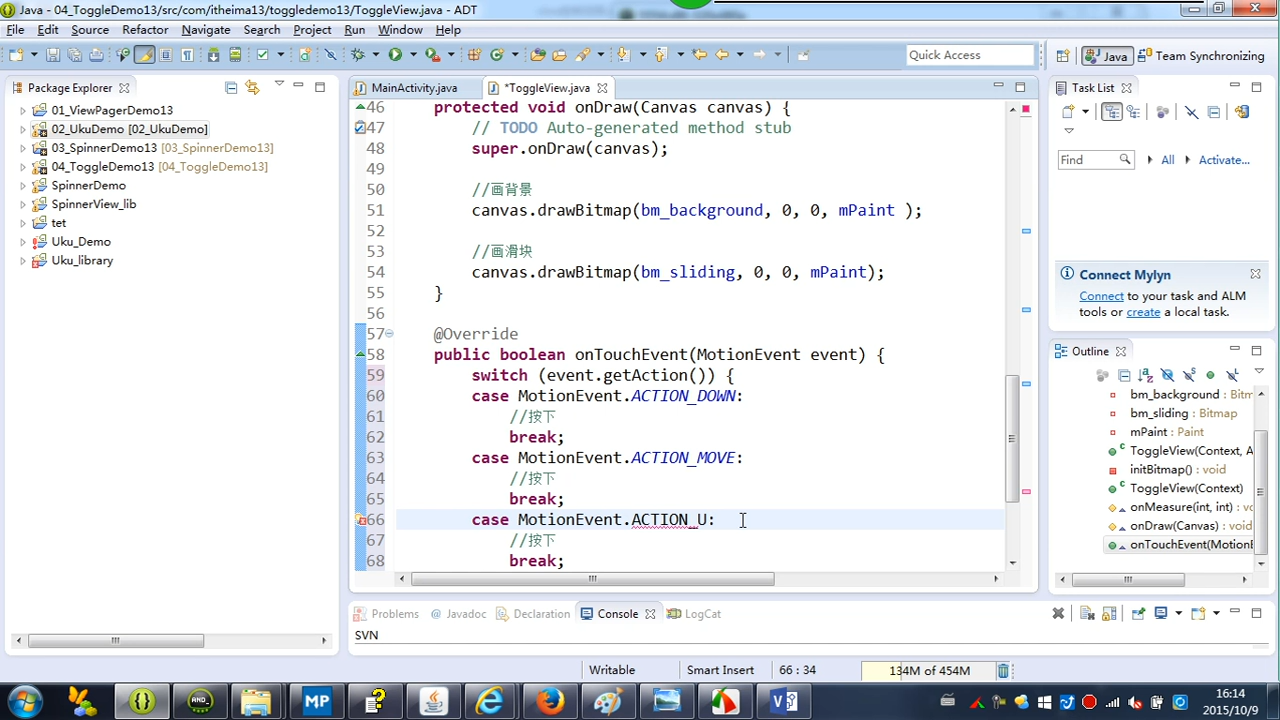 Java - 04_ToggleDemo13/src/com/itheima13/toggledemo13/ToggleView.java - ADT
File Edit Source Refactor Navigate Search Project Run Window Help
Quick Access
Java
Team Synchronizing
Package Explorer
01_ViewPagerDemo13
02_UkuDemo [02_UkuDemo]
03_SpinnerDemo13 [03_SpinnerDemo13]
04_ToggleDemo13 [04_ToggleDemo13]
SpinnerDemo
SpinnerView_lib
tet
Uku_Demo
Uku_library
MainActivity.java
*ToggleView.java
46 protected void onDraw(Canvas canvas) {
47 // TODO Auto-generated method stub
48 super.onDraw(canvas);
49
50 //画背景
51 canvas.drawBitmap(bm_background, 0, 0, mPaint );
52
53 //画滑块
54 canvas.drawBitmap(bm_sliding, 0, 0, mPaint);
55 }
56
57 @Override
58 public boolean onTouchEvent(MotionEvent event) {
59 switch (event.getAction()) {
60 case MotionEvent.ACTION_DOWN:
61 //按下
62 break;
63 case MotionEvent.ACTION_MOVE:
64 //按下
65 break;
66 case MotionEvent.ACTION_U:
67 //按下
68 break;
Task List
Find
All
Activate...
Connect Mylyn
Connect to your task and ALM
tools or create a local task.
Outline
bm_background : Bitm
bm_sliding : Bitmap
mPaint : Paint
ToggleView(Context, A
initBitmap() : void
ToggleView(Context)
onMeasure(int, int) : vo
onDraw(Canvas) : void
onTouchEvent(MotionE
Problems
@ Javadoc
Declaration
Console
LogCat
SVN
Writable
Smart Insert
66 : 34
134M of 454M
AND_
MP
16:14
2015/10/9